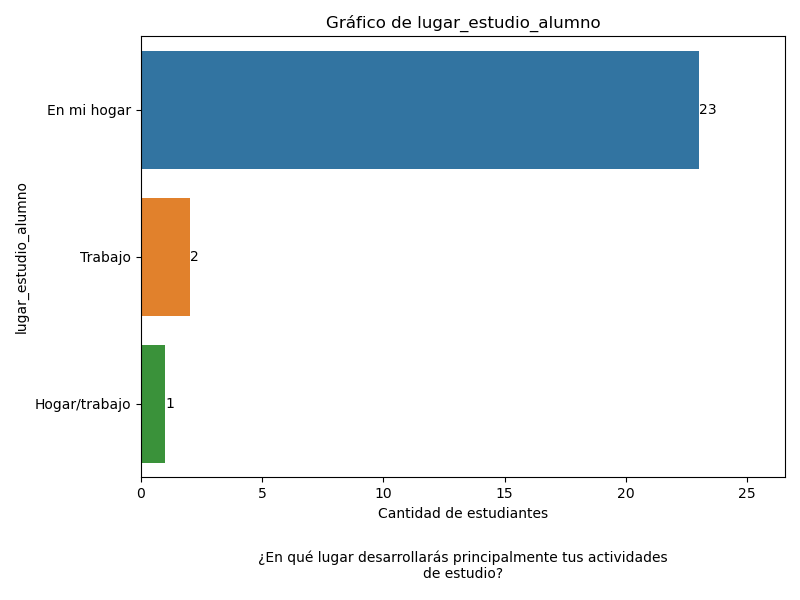 Gráfico de lugar_estudio_alumno
lugar_estudio_alumno
En mi hogar
23
Trabajo
2
Hogar/trabajo
1
0
5
10
15
20
25
Cantidad de estudiantes
¿En qué lugar desarrollarás principalmente tus actividades
de estudio?